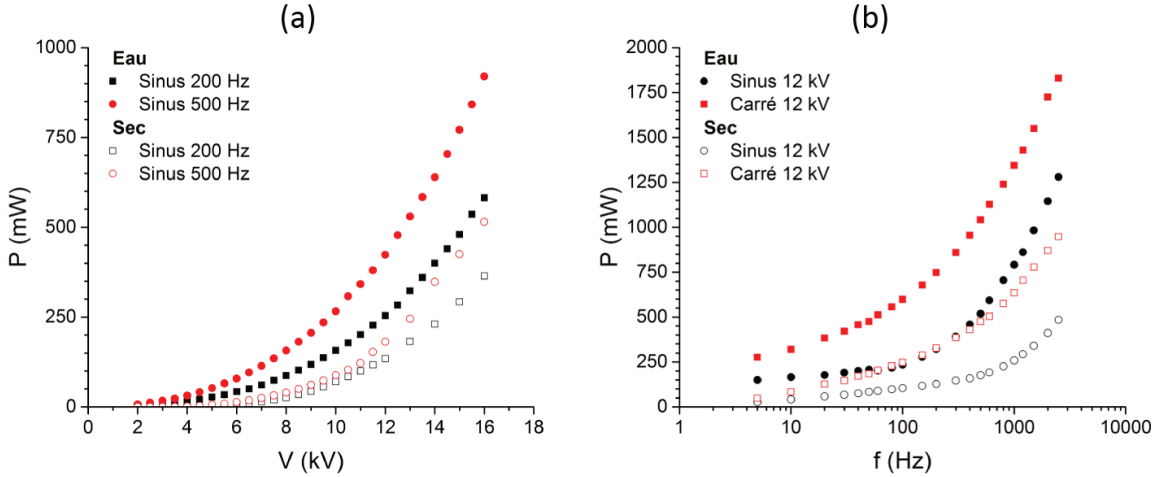 (a)
1000
750
500
250
0
P (mW)
Eau
Sinus 200 Hz
Sinus 500 Hz
Sec
Sinus 200 Hz
Sinus 500 Hz
0 2 4 6 8 10 12 14 16 18
V (kV)
(b)
2000
1750
1500
1250
1000
750
500
250
0
P (mW)
Eau
Sinus 12 kV
Carré 12 kV
Sec
Sinus 12 kV
Carré 12 kV
1 10 100 1000 10000
f (Hz)